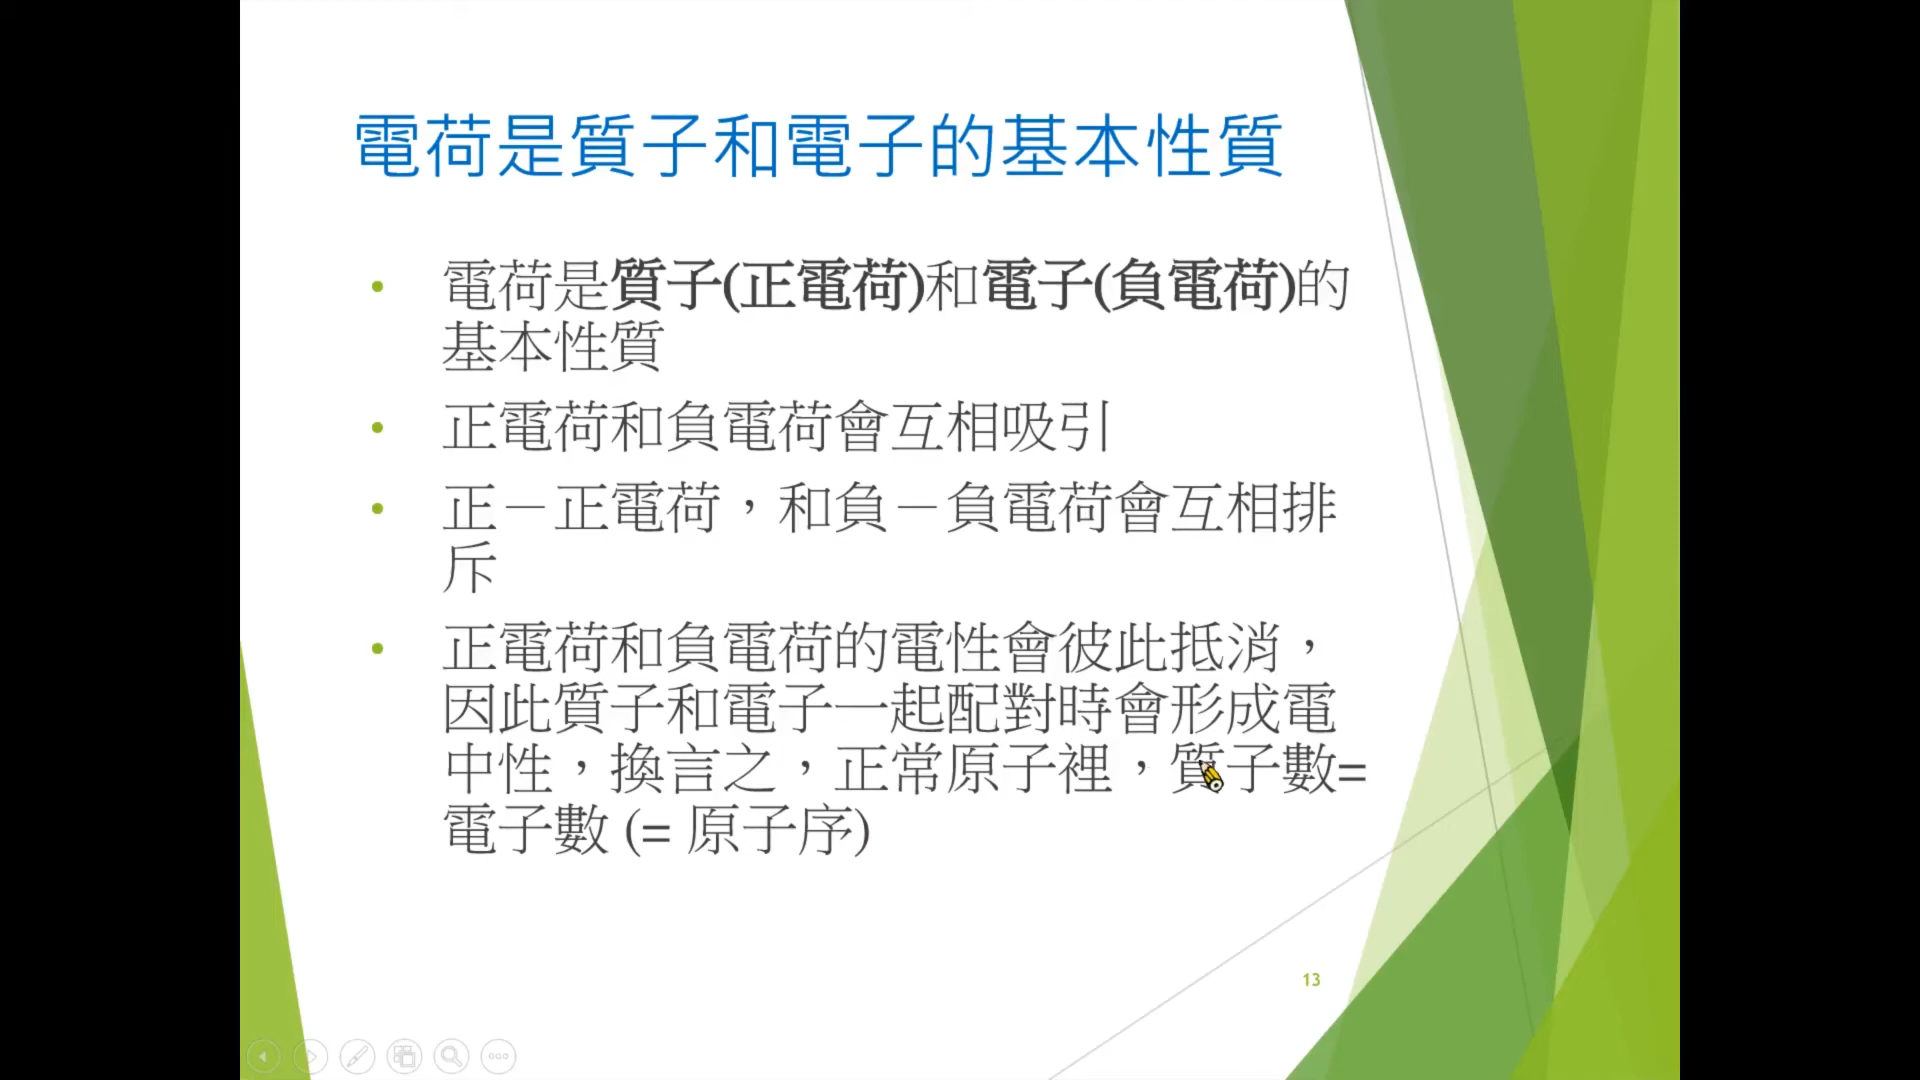 電荷是質子和電子的基本性質
電荷是質子(正電荷)和電子(負電荷)的
基本性質
正電荷和負電荷會互相吸引
正－正電荷，和負－負電荷會互相排
斥
正電荷和負電荷的電性會彼此抵消，
因此質子和電子一起配對時會形成電
中性，換言之，正常原子裡，質子數=
電子數 (= 原子序)
13